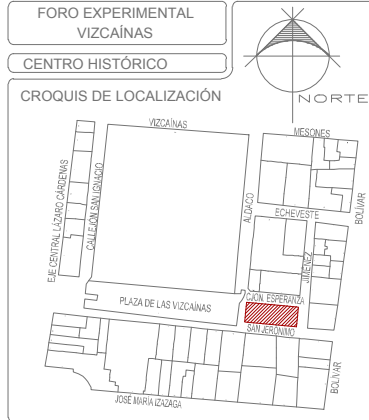 FORO EXPERIMENTAL
VIZCAÍNAS
CENTRO HISTÓRICO
CROQUIS DE LOCALIZACIÓN
NORTE
VIZCAÍNAS
MESONES
EJE CENTRAL LÁZARO CÁRDENAS
CALLEJÓN SAN IGNACIO
ALDACO
BOLÍVAR
ECHEVESTE
JIMÉNEZ
CJON. ESPERANZA
PLAZA DE LAS VIZCAÍNAS
SAN JERÓNIMO
BOLÍVAR
JOSÉ MARÍA IZAZAGA